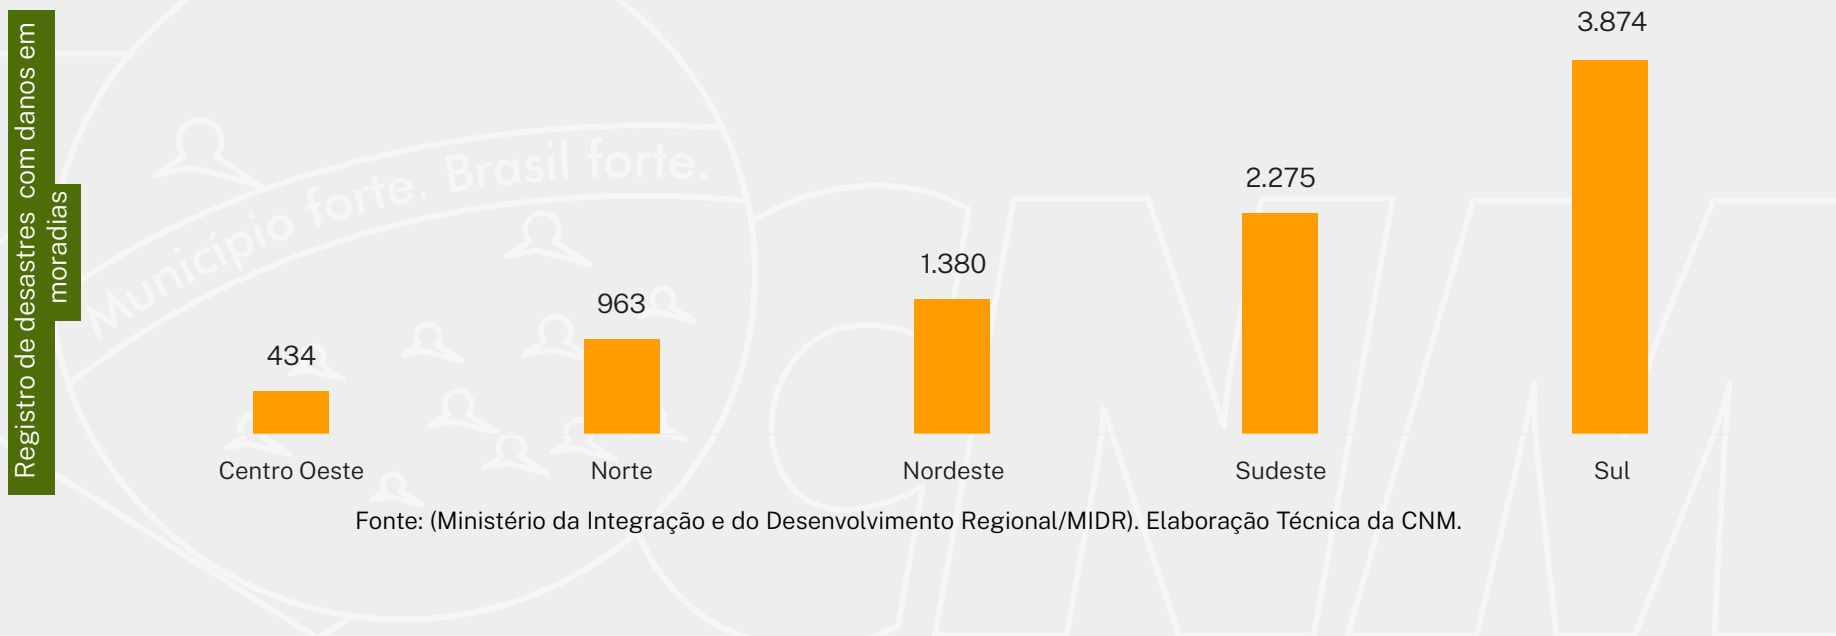 Registro de desastres com danos em
moradias
Município forte. Brasil forte.
CNM
3.874
2.275
1.380
963
434
Centro Oeste
Norte
Nordeste
Sudeste
Sul
Fonte: (Ministério da Integração e do Desenvolvimento Regional/MIDR). Elaboração Técnica da CNM.